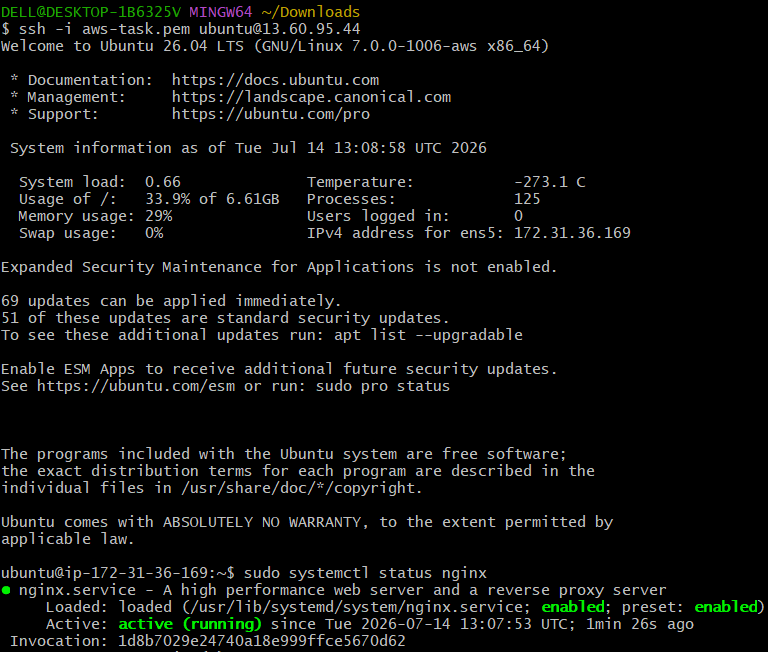 DELL@DESKTOP-1B6325V MINGW64 ~/Downloads
$ ssh -i aws-task.pem ubuntu@13.60.95.44
Welcome to Ubuntu 26.04 LTS (GNU/Linux 7.0.0-1006-aws x86_64)

 * Documentation:  https://docs.ubuntu.com
 * Management:     https://landscape.canonical.com
 * Support:        https://ubuntu.com/pro

 System information as of Tue Jul 14 13:08:58 UTC 2026

  System load:  0.66               Temperature:           -273.1 C
  Usage of /:   33.9% of 6.61GB    Processes:             125
  Memory usage: 29%                Users logged in:       0
  Swap usage:   0%                 IPv4 address for ens5: 172.31.36.169

Expanded Security Maintenance for Applications is not enabled.

69 updates can be applied immediately.
51 of these updates are standard security updates.
To see these additional updates run: apt list --upgradable

Enable ESM Apps to receive additional future security updates.
See https://ubuntu.com/esm or run: sudo pro status

The programs included with the Ubuntu system are free software;
the exact distribution terms for each program are described in the
individual files in /usr/share/doc/*/copyright.

Ubuntu comes with ABSOLUTELY NO WARRANTY, to the extent permitted by
applicable law.

ubuntu@ip-172-31-36-169:~$ sudo systemctl status nginx
● nginx.service - A high performance web server and a reverse proxy server
     Loaded: loaded (/usr/lib/systemd/system/nginx.service; enabled; preset: enabled)
     Active: active (running) since Tue 2026-07-14 13:07:53 UTC; 1min 26s ago
 Invocation: 1d8b7029e24740a18e999ffce5670d62